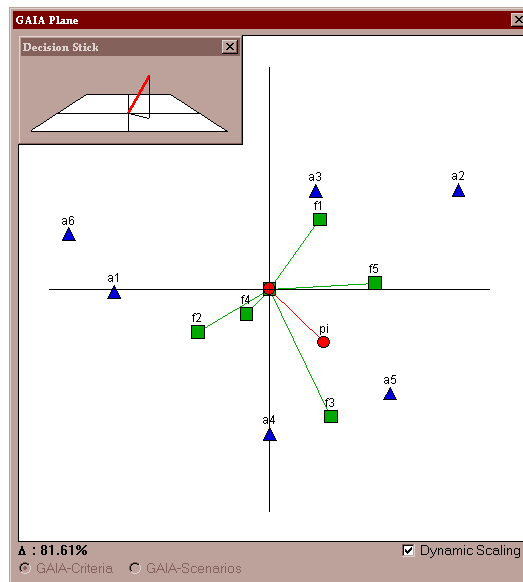 GAIA Plane
Decision Stick
a3
a2
f1
a6
f5
a1
f4
f2
pi
f3
a5
a4
Δ : 81.61%
Dynamic Scaling
GAIA-Criteria
GAIA-Scenarios